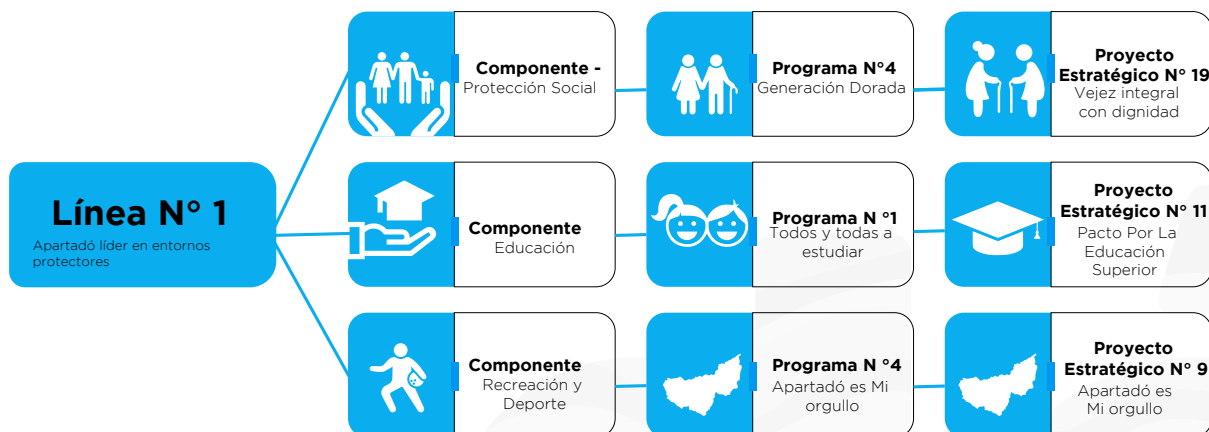 Línea N° 1
Apartadó líder en entornos
protectores
Componente -
Protección Social
Programa N°4
Generación Dorada
Proyecto
Estratégico N° 19
Vejez integral
con dignidad
Componente
Educación
Programa N °1
Todos y todas a
estudiar
Proyecto
Estratégico N° 11
Pacto Por La
Educación
Superior
Componente
Recreación y
Deporte
Programa N °4
Apartadó es Mi
orgullo
Proyecto
Estratégico N° 9
Apartadó es
Mi orgullo